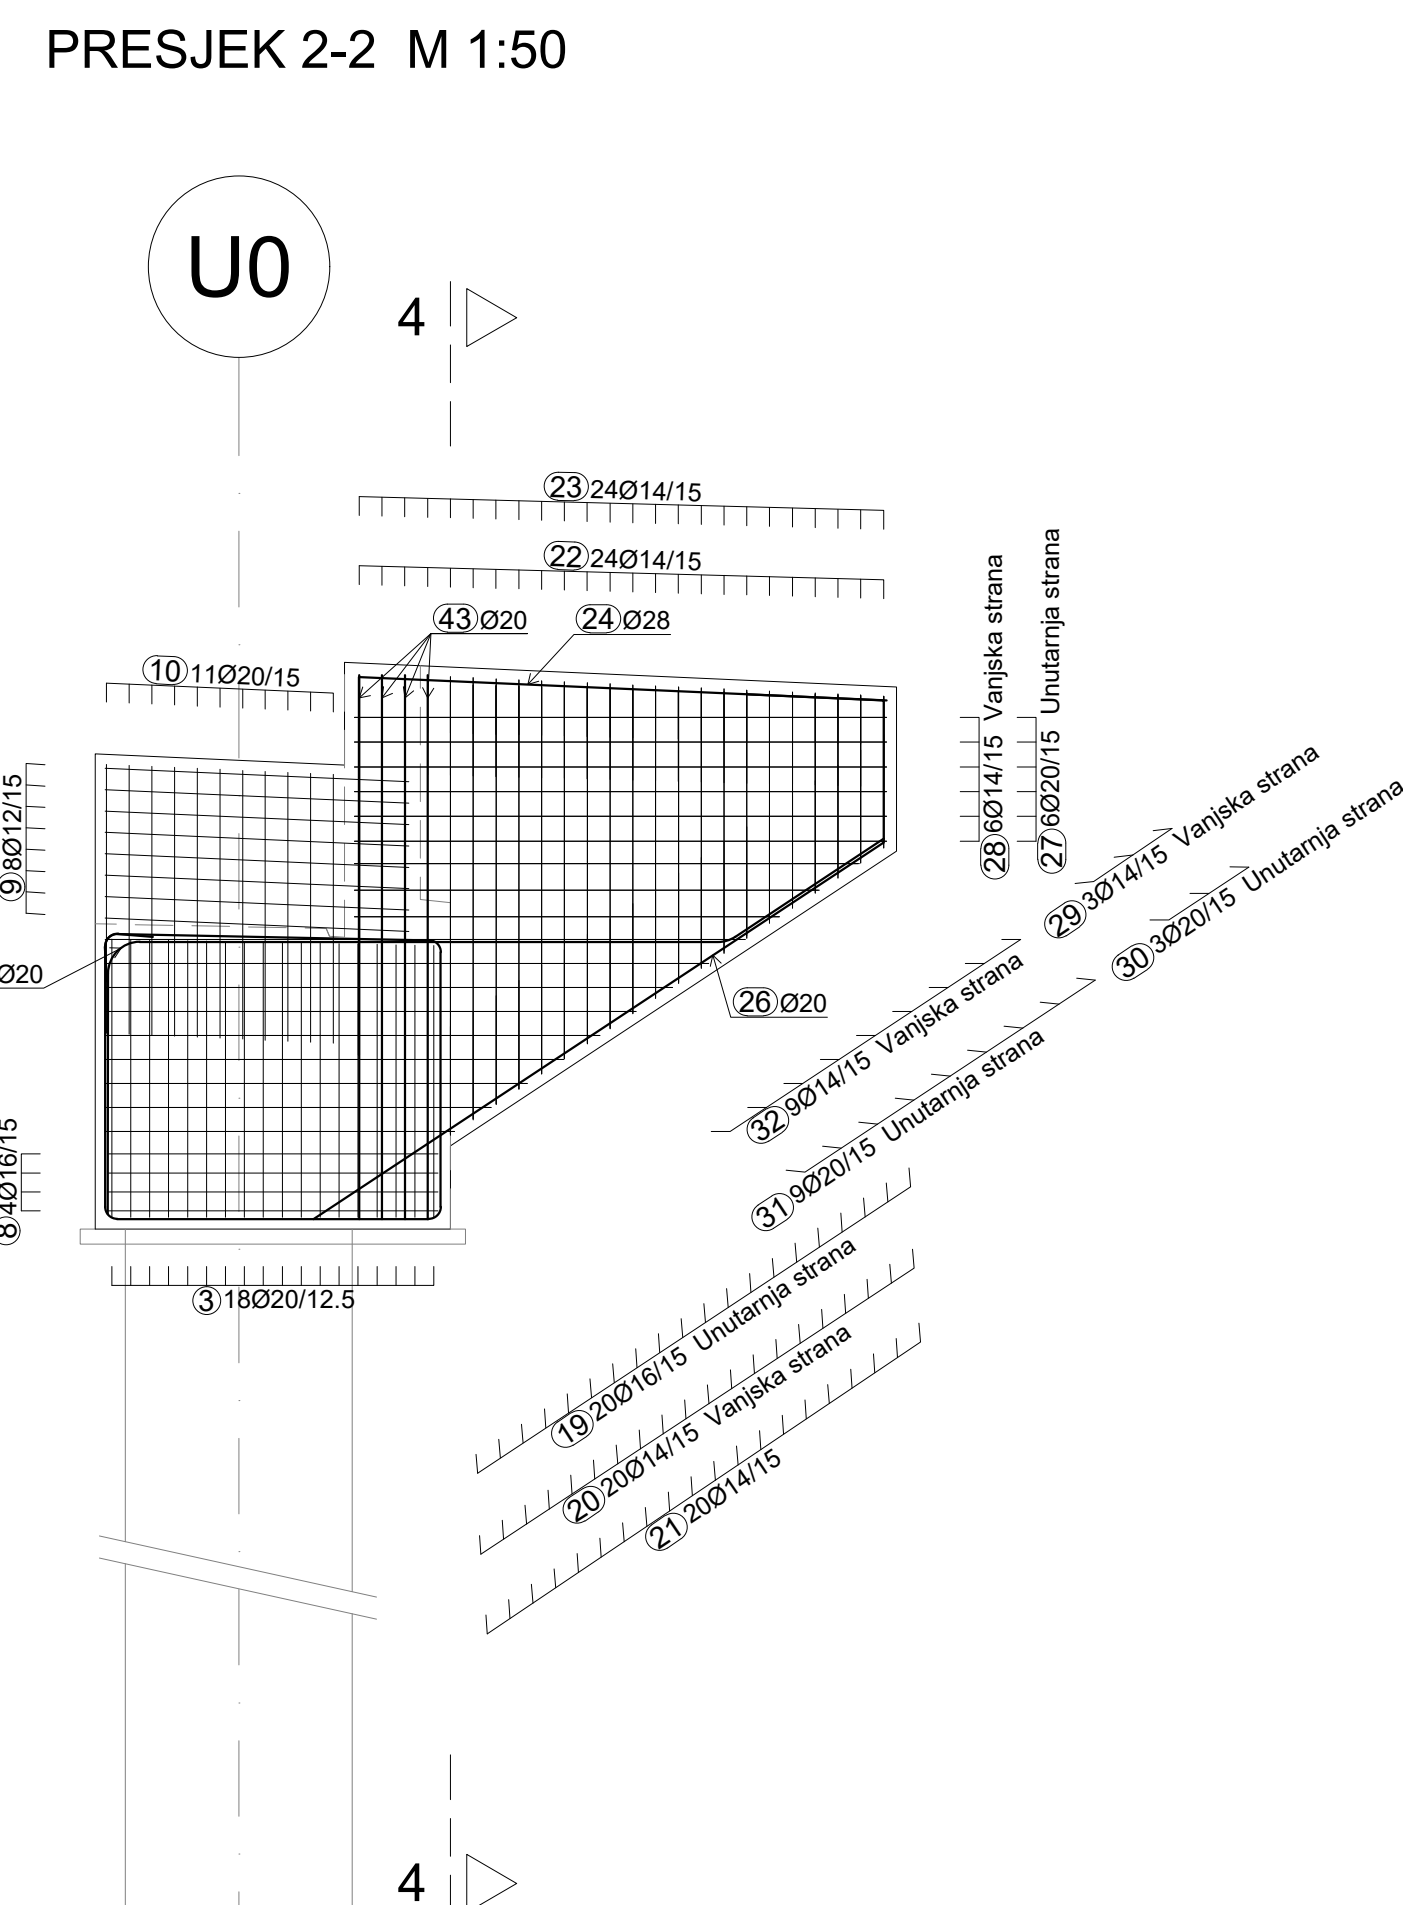 PRESJEK 2-2 M 1:50
U0
4
23 24Ø14/15
22 24Ø14/15
43 Ø20
24 Ø28
10 11Ø20/15
28 6Ø14/15 Vanjska strana
27 6Ø20/15 Unutarnja strana
9 8Ø12/15
29 3Ø14/15 Vanjska strana
30 3Ø20/15 Unutarnja strana
Ø20
26 Ø20
32 9Ø14/15 Vanjska strana
31 9Ø20/15 Unutarnja strana
8 4Ø16/15
3 18Ø20/12.5
19 20Ø16/15 Unutarnja strana
20 20Ø14/15 Vanjska strana
21 20Ø14/15
4